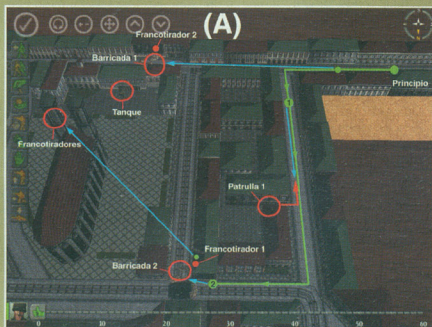 (A)
Francotirador 2
Barricada 1
Principio
Tanque
1
Francotiradores
Patrulla 1
Francotirador 1
Barricada 2
2
0 10 20 30 40 50 60